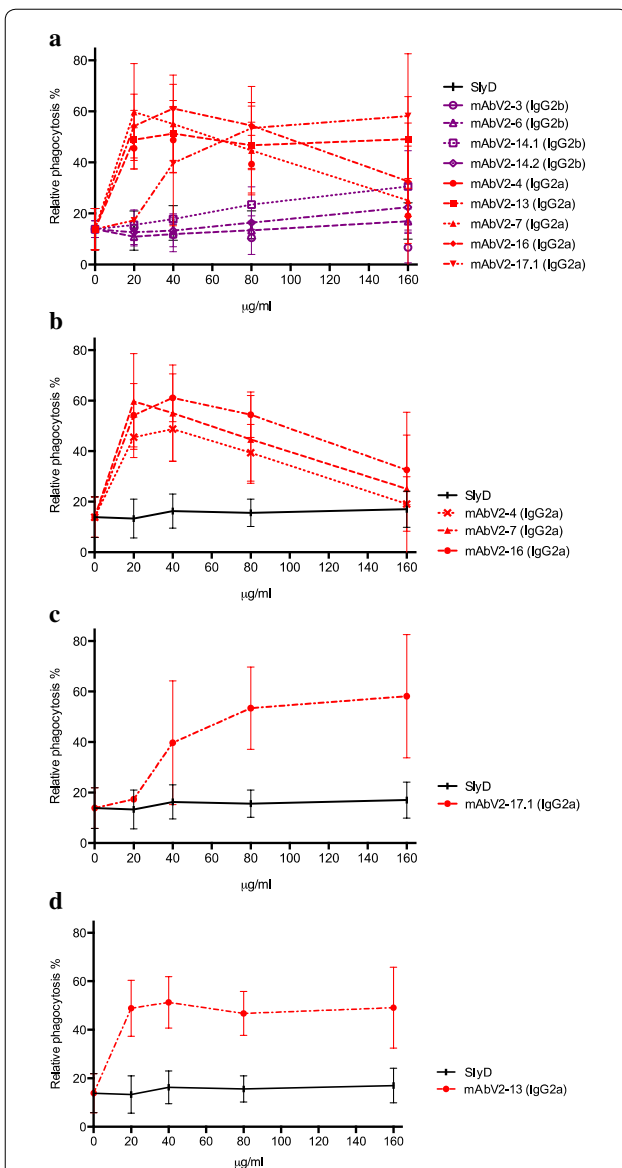 a
Relative phagocytosis %
80
60
40
20
0
0 20 40 60 80 100 120 140 160
µg/ml
SlyD
mAbV2-3 (IgG2b)
mAbV2-6 (IgG2b)
mAbV2-14.1 (IgG2b)
mAbV2-14.2 (IgG2b)
mAbV2-4 (IgG2a)
mAbV2-13 (IgG2a)
mAbV2-7 (IgG2a)
mAbV2-16 (IgG2a)
mAbV2-17.1 (IgG2a)
b
Relative phagocytosis %
80
60
40
20
0
0 20 40 60 80 100 120 140 160
µg/ml
SlyD
mAbV2-4 (IgG2a)
mAbV2-7 (IgG2a)
mAbV2-16 (IgG2a)
c
Relative phagocytosis %
80
60
40
20
0
0 20 40 60 80 100 120 140 160
µg/ml
SlyD
mAbV2-17.1 (IgG2a)
d
Relative phagocytosis %
80
60
40
20
0
0 20 40 60 80 100 120 140 160
µg/ml
SlyD
mAbV2-13 (IgG2a)